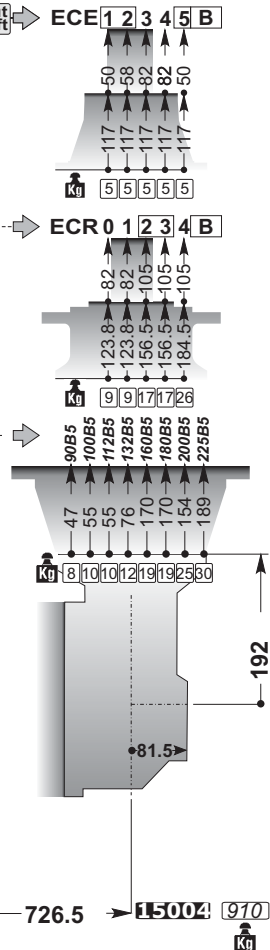 ECE 1 2 3 4 5 B
50 58 82 82 50
117 117 117 117 117
Kg 5 5 5 5 5
ECR 0 1 2 3 4 B
82 82 105 105 105
123.8 123.8 156.5 156.5 184.5
Kg 9 9 17 17 26
90B5 100B5 112B5 132B5 160B5 180B5 200B5 225B5
47 55 55 76 170 170 154 189
Kg 8 10 10 12 19 19 25 30
192
81.5
726.5 15004 910
Kg